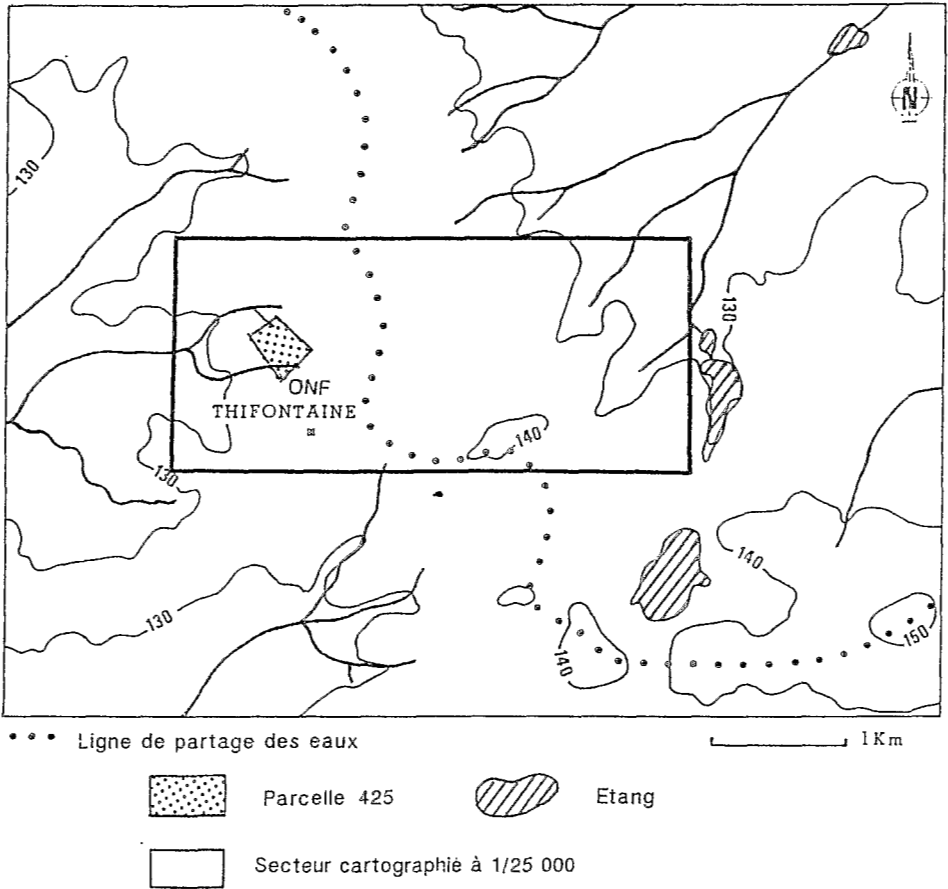 N
130
130
ONF
THIFONTAINE
140
130
140
130
140
150
Ligne de partage des eaux
1 Km
Parcelle 425
Etang
Secteur cartographié à 1/25 000